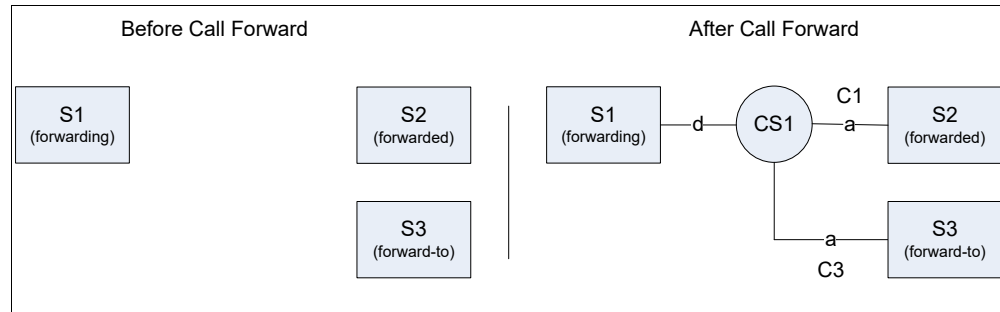 Before Call Forward
After Call Forward
S1
(forwarding)
S2
(forwarded)
S3
(forward-to)
S1
(forwarding)
d
CS1
C1
a
S2
(forwarded)
a
C3
S3
(forward-to)